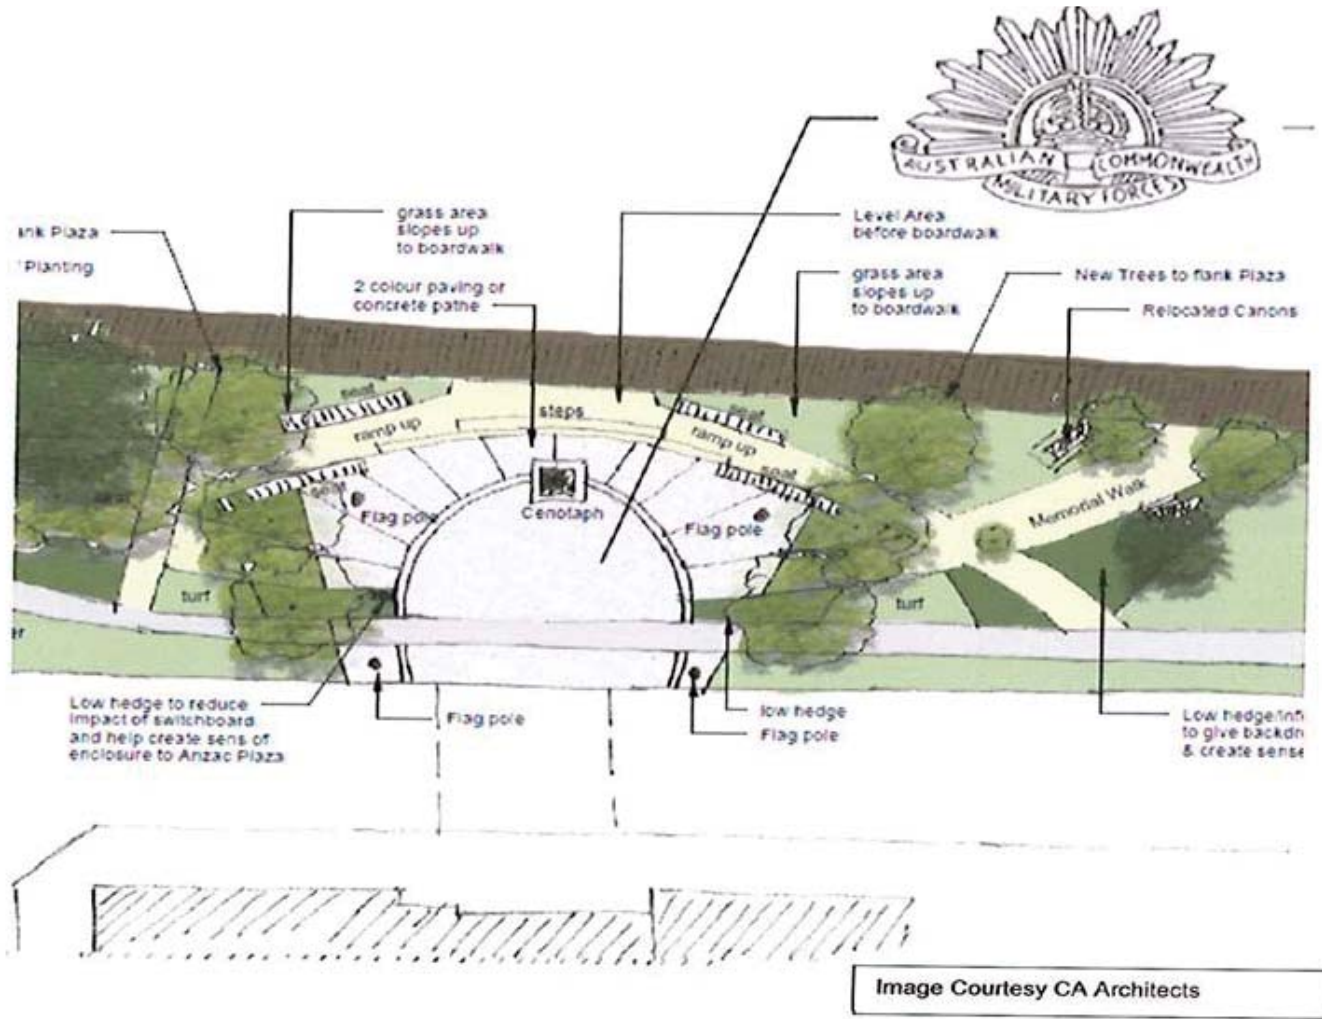 AUSTRALIAN COMMONWEALTH
MILITARY FORCES
ank Plaza
Planting
grass area
slopes up
to boardwalk
2 colour paving or
concrete pathe
Level Area
before boardwalk
grass area
slopes up
to boardwalk
New Trees to flank Plaza
Relocated Canons
seat
ramp up
steps
seat
ramp up
seat
seat
Flag pole
Cenotaph
Flag pole
Memorial Walk
turf
turf
er
Low hedge to reduce
impact of switchboard
and help create sens of
enclosure to Anzac Plaza
Flag pole
low hedge
Flag pole
Low hedge/infi
to give backdr
& create sense
Image Courtesy CA Architects